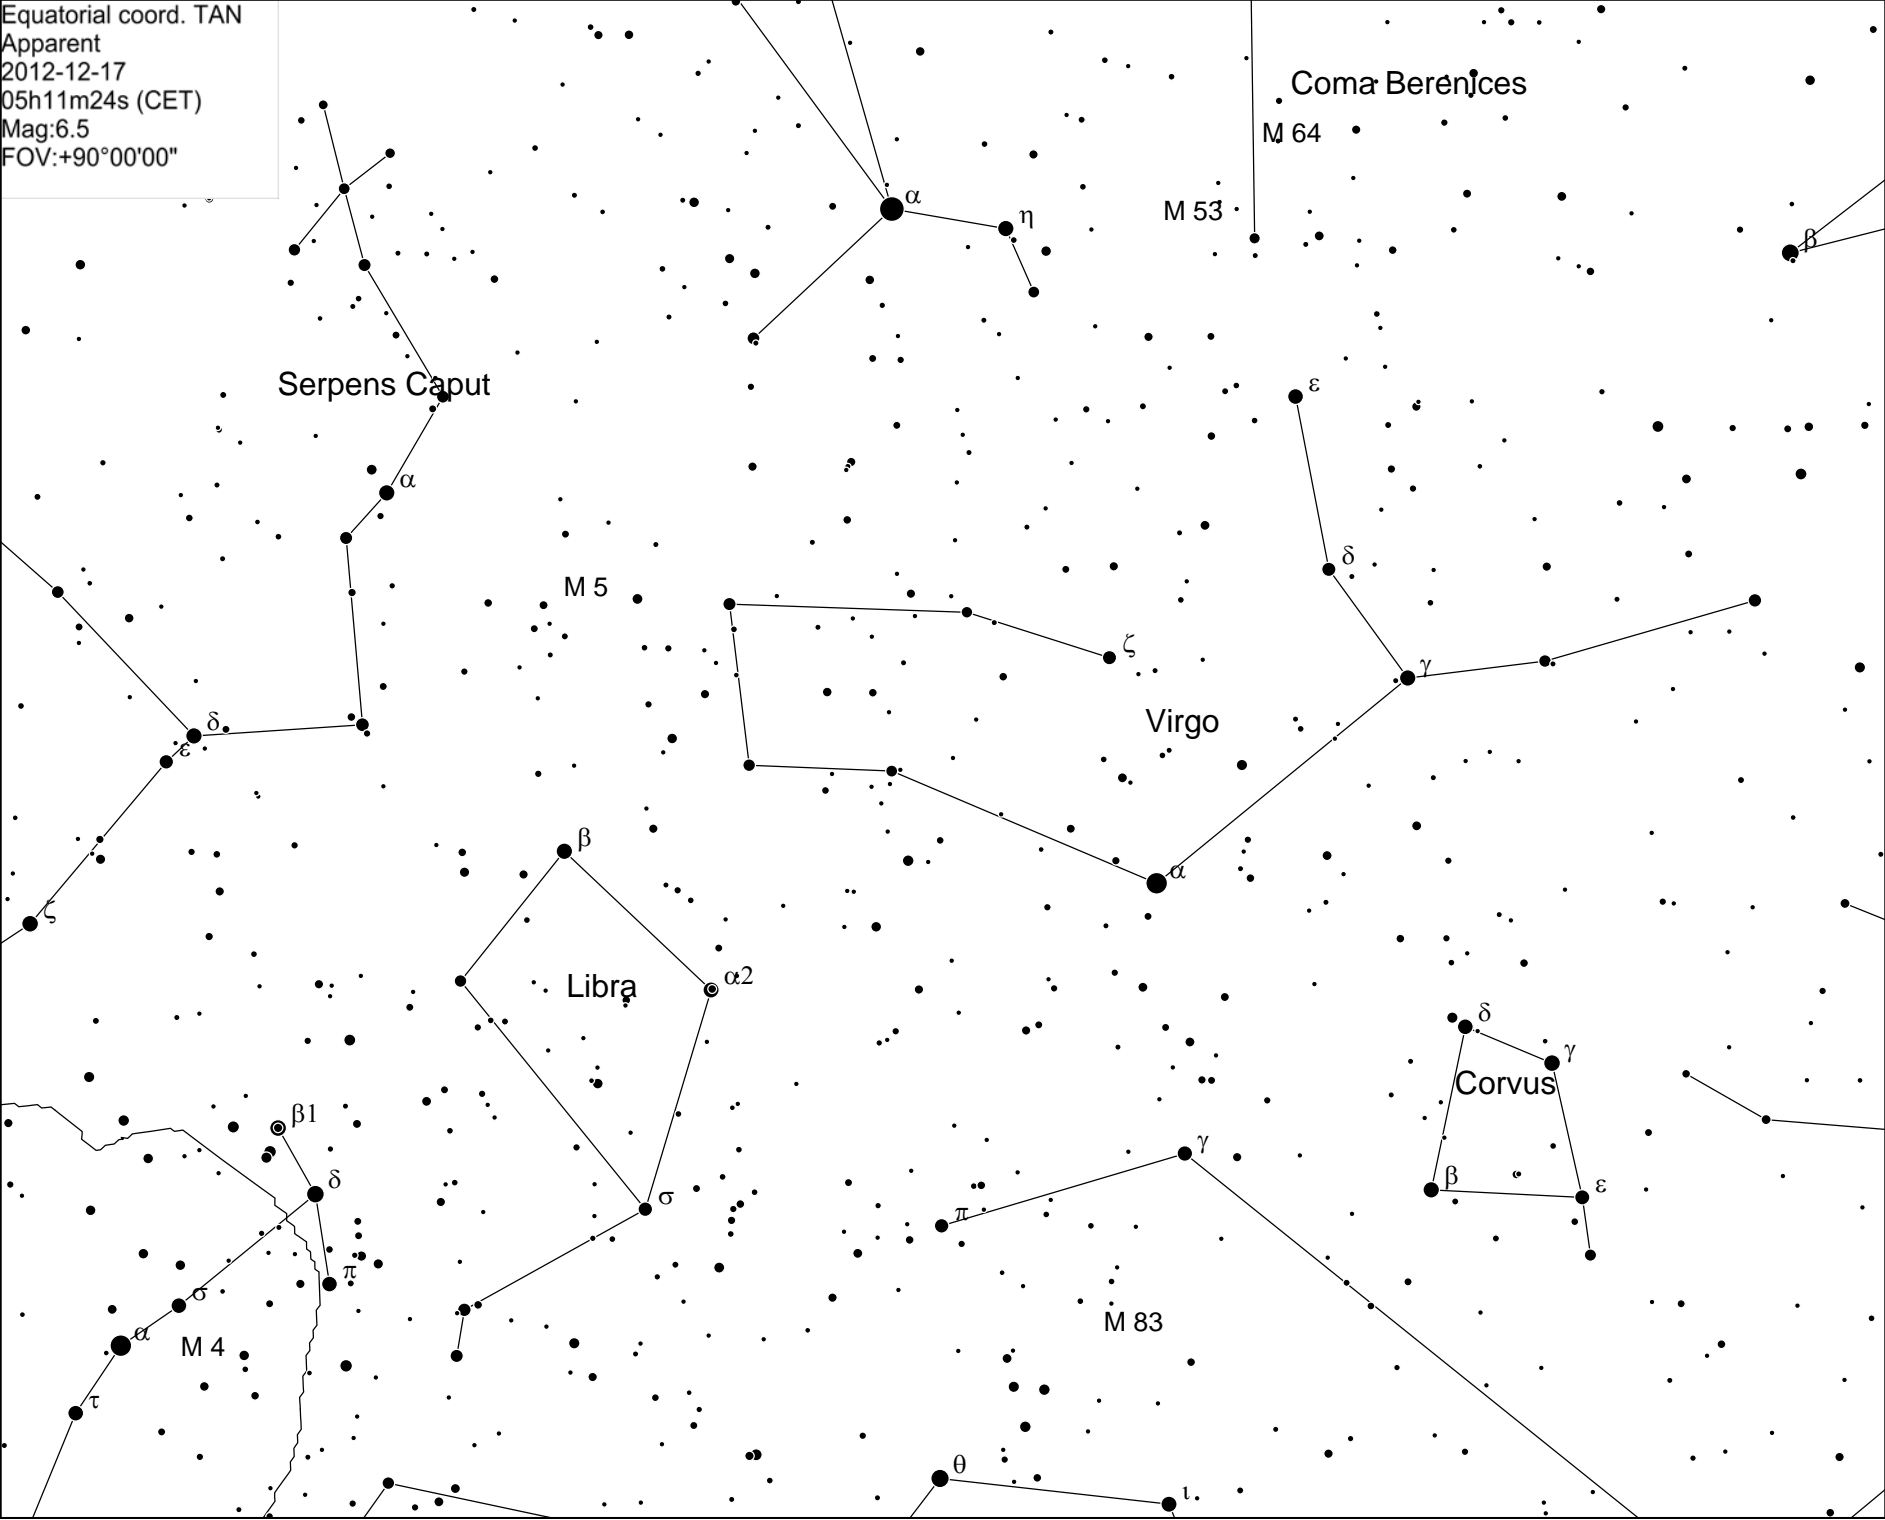 Equatorial coord. TAN
Apparent
2012-12-17
05h11m24s (CET)
Mag:6.5
FOV:+90°00'00"
Coma Berenices
M 64
α
M 53
η
β
Serpens Caput
ε
α
δ
M 5
ζ
γ
Virgo
δ
ε
β
α
ζ
α2
Libra
δ
γ
Corvus
β1
γ
δ
β
ε
σ
π
π
σ
M 83
α
M 4
τ
θ
ι